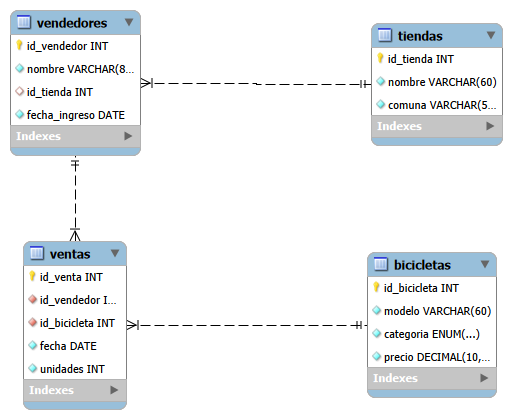 vendedores
id_vendedor INT
nombre VARCHAR(8...
id_tienda INT
fecha_ingreso DATE
Indexes
tiendas
id_tienda INT
nombre VARCHAR(60)
comuna VARCHAR(5...
Indexes
ventas
id_venta INT
id_vendedor I...
id_bicicleta INT
fecha DATE
unidades INT
Indexes
bicicletas
id_bicicleta INT
modelo VARCHAR(60)
categoria ENUM(...)
precio DECIMAL(10,...
Indexes